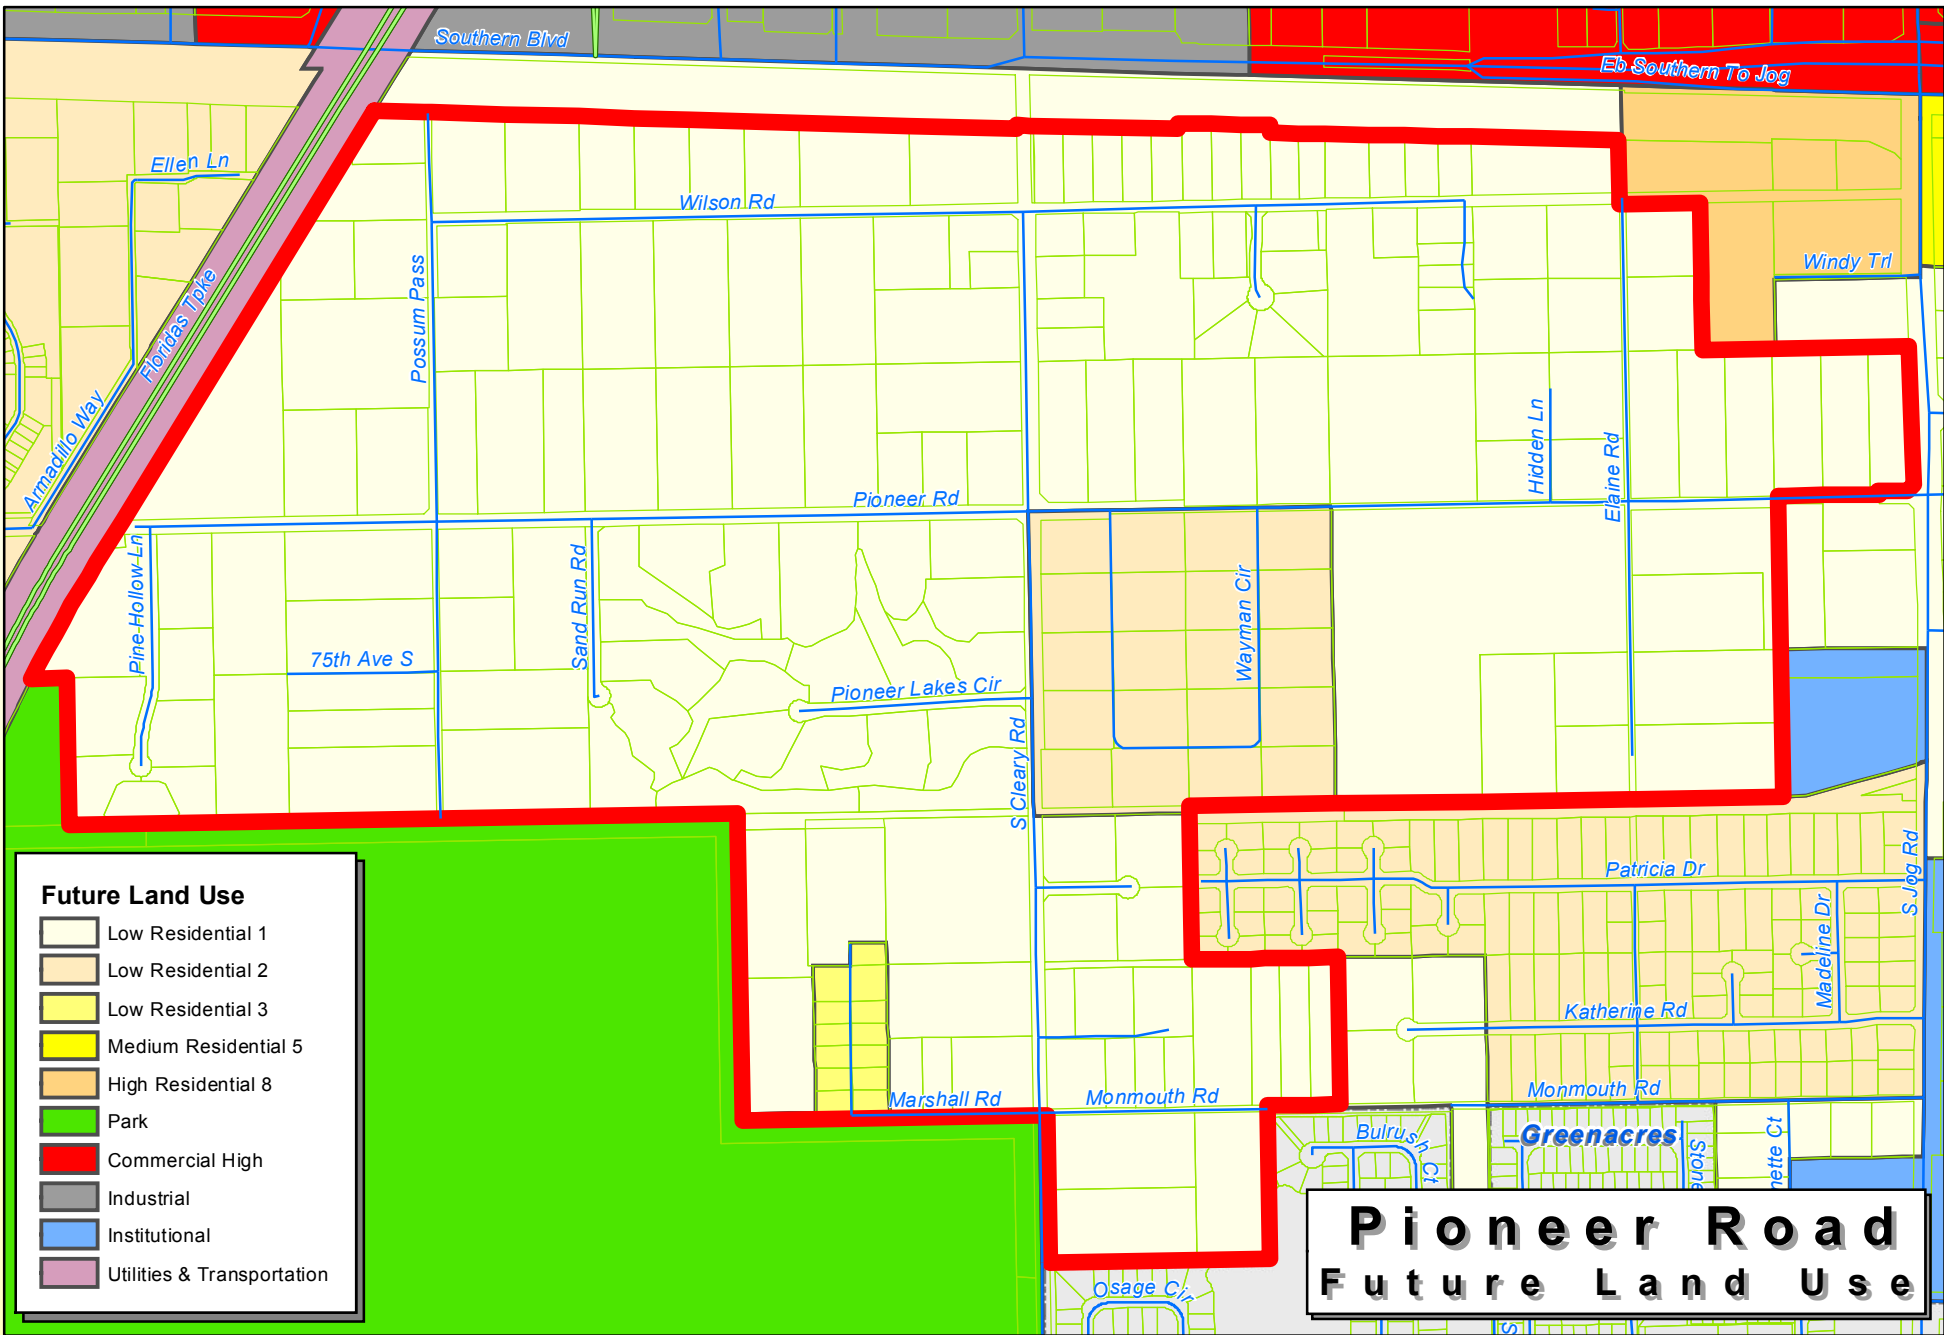 Southern Blvd
Eb Southern To Jog
Ellen Ln
Wilson Rd
Windy Trl
Possum Pass
Floridas Tpke
Armadillo Way
Hidden Ln
Elaine Rd
Pioneer Rd
Pine Hollow Ln
Sand Run Rd
75th Ave S
Pioneer Lakes Cir
Wayman Cir
S Cleary Rd
Patricia Dr
S Jog Rd
Madeline Dr
Katherine Rd
Marshall Rd
Monmouth Rd
Monmouth Rd
Bulrush Ct
Greenacres
Stone
nette Ct
Osage Cir
S
Future Land Use
Low Residential 1
Low Residential 2
Low Residential 3
Medium Residential 5
High Residential 8
Park
Commercial High
Industrial
Institutional
Utilities & Transportation
Pioneer Road
Future Land Use